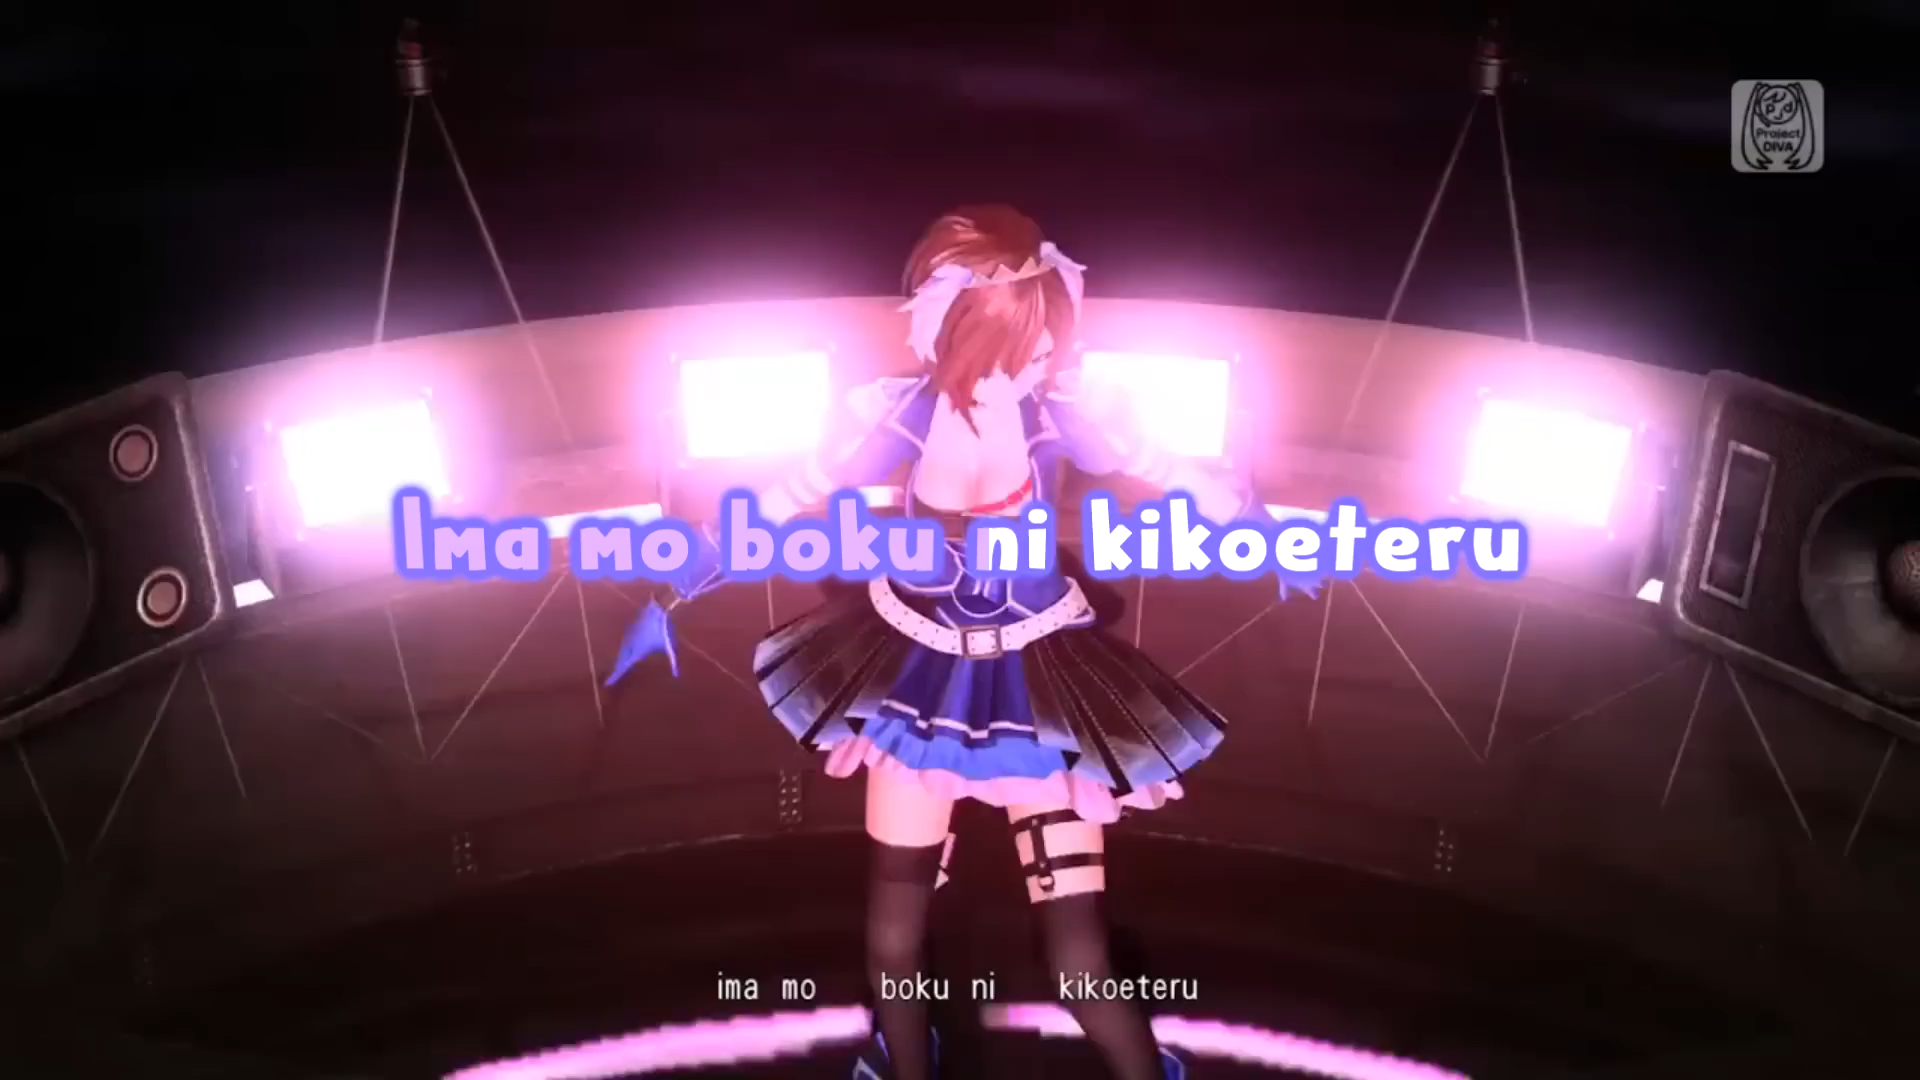 Project
DIVA
Ima mo boku ni kikoeteru
ima mo boku ni kikoeteru